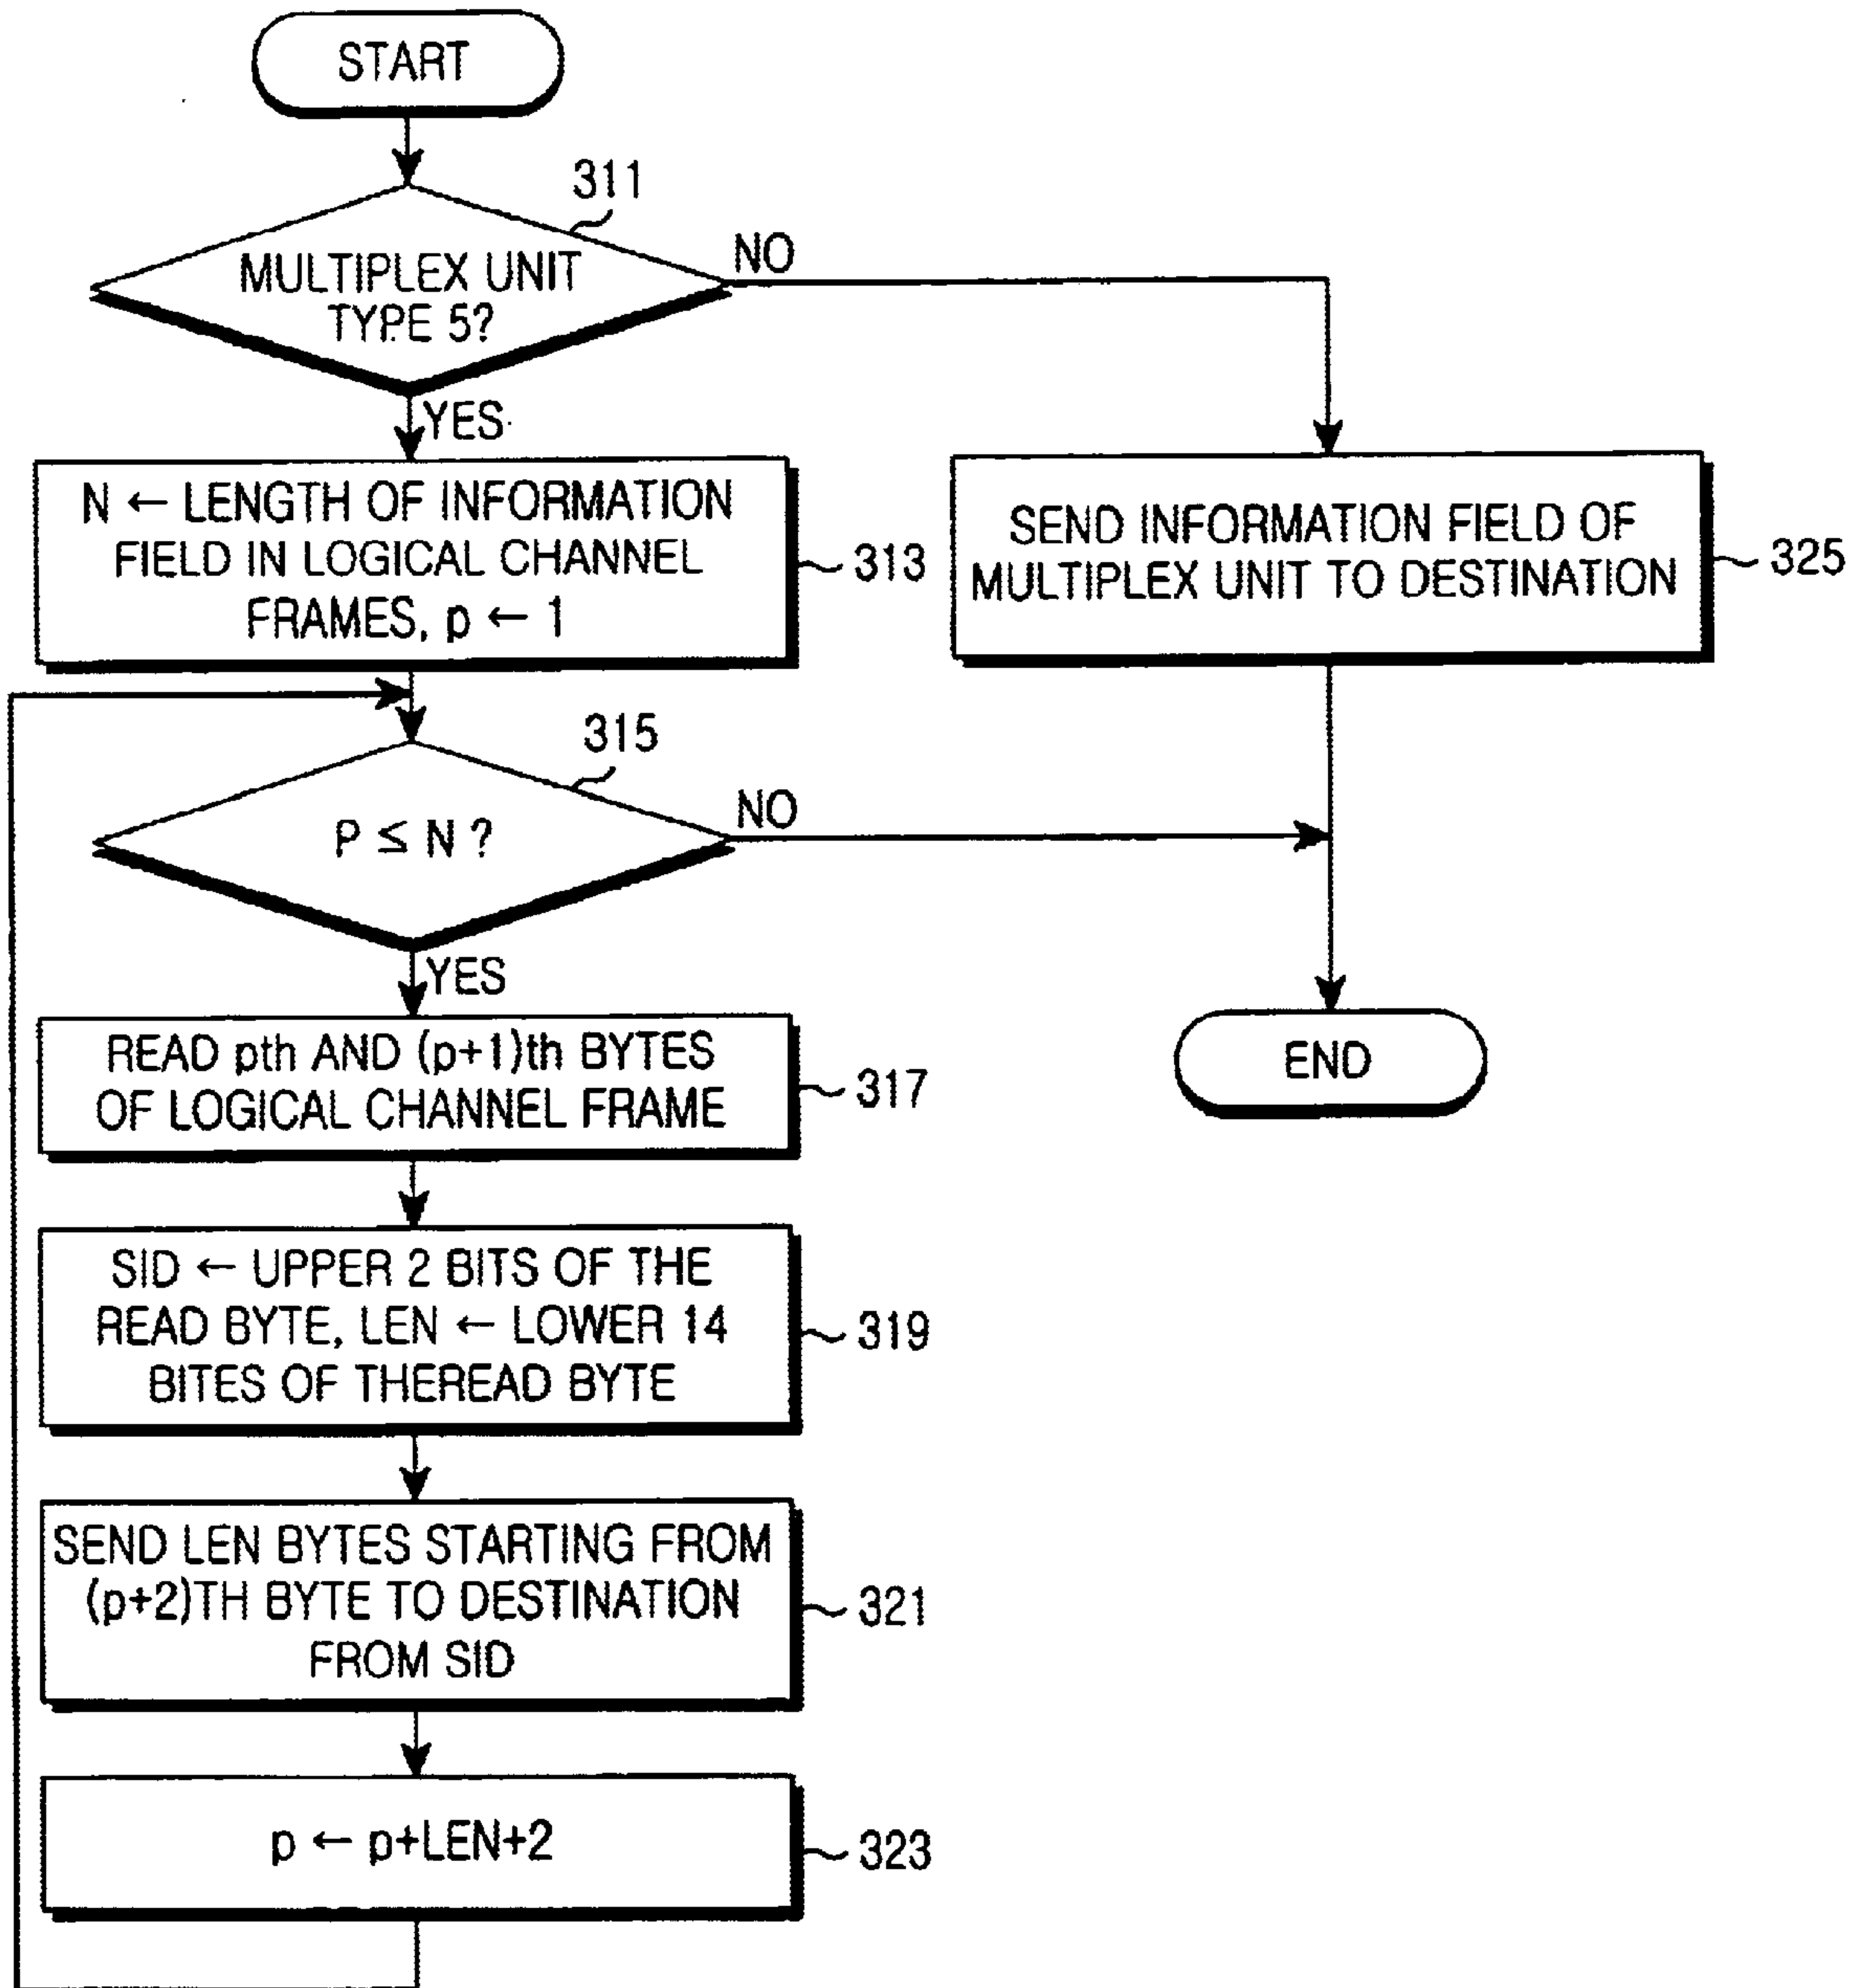 START
311
MULTIPLEX UNIT
TYPE 5?
NO
YES
N ← LENGTH OF INFORMATION
FIELD IN LOGICAL CHANNEL
FRAMES, p ← 1
313
SEND INFORMATION FIELD OF
MULTIPLEX UNIT TO DESTINATION
325
315
P ≤ N ?
NO
YES
READ pth AND (p+1)th BYTES
OF LOGICAL CHANNEL FRAME
317
END
SID ← UPPER 2 BITS OF THE
READ BYTE, LEN ← LOWER 14
BITES OF THEREAD BYTE
319
SEND LEN BYTES STARTING FROM
(p+2)TH BYTE TO DESTINATION
FROM SID
321
p ← p+LEN+2
323